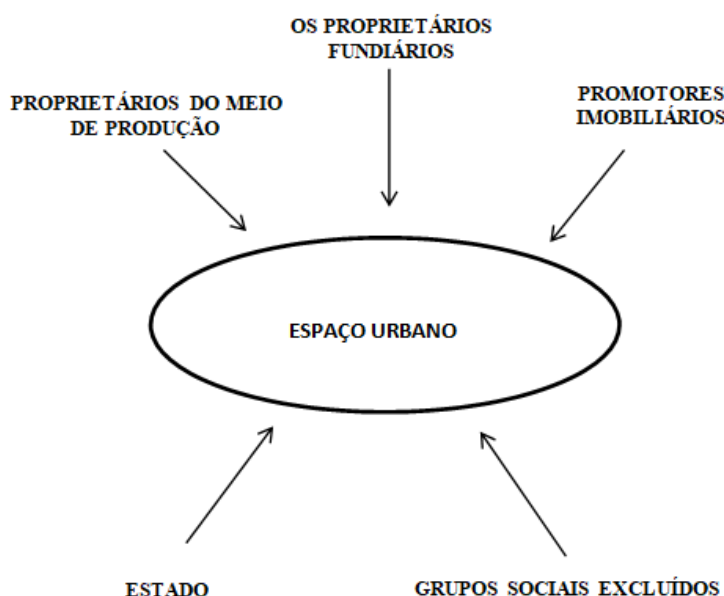 OS PROPRIETÁRIOS
FUNDIÁRIOS
PROPRIETÁRIOS DO MEIO
DE PRODUÇÃO
PROMOTORES
IMOBILIÁRIOS
ESPAÇO URBANO
ESTADO
GRUPOS SOCIAIS EXCLUÍDOS